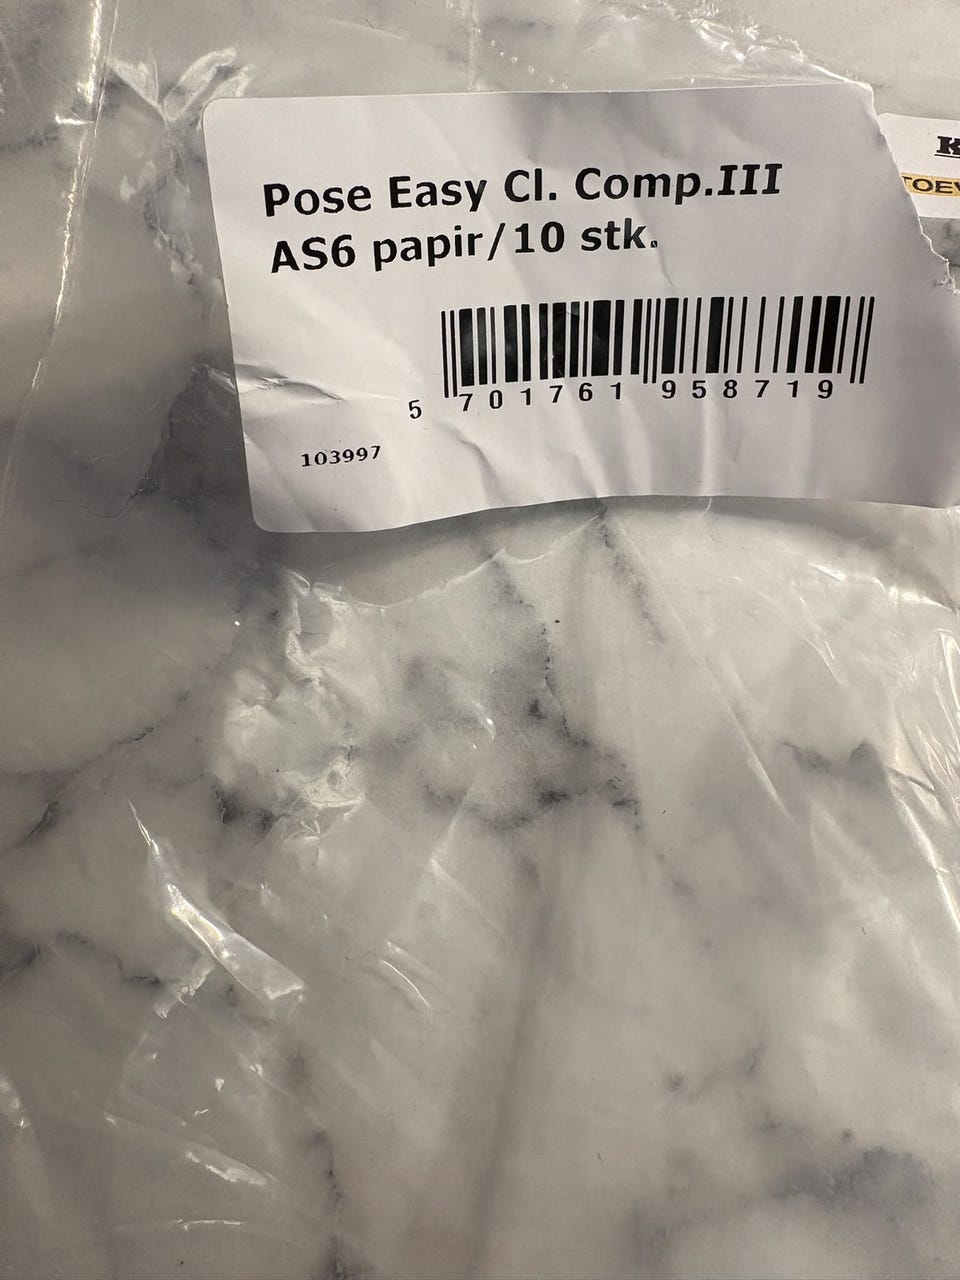 Pose Easy Cl. Comp.III
AS6 papir/10 stk.
5 701761 958719
103997